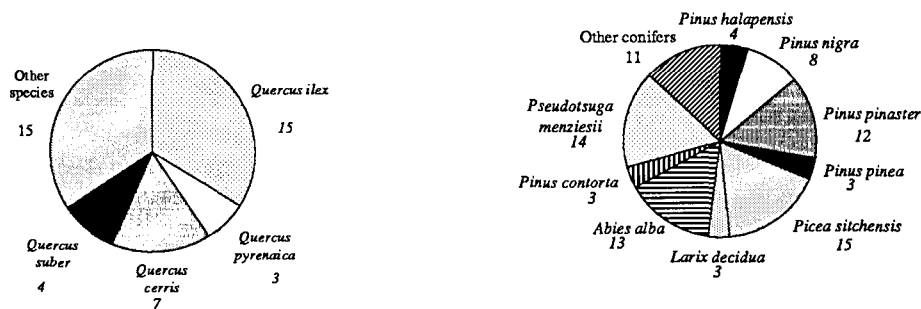 Other
species
15
Quercus ilex
15
Quercus
suber
4
Quercus
cerris
7
Quercus
pyrenaica
3
Other conifers
11
Pinus halapensis
4
Pinus nigra
8
Pseudotsuga
menziesii
14
Pinus pinaster
12
Pinus contorta
3
Pinus pinea
3
Abies alba
13
Larix decidua
3
Picea sitchensis
15